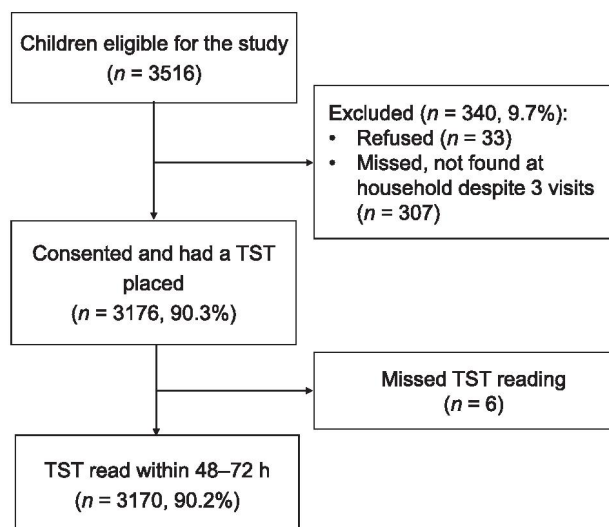 Children eligible for the study
(n = 3516)
Excluded (n = 340, 9.7%):
• Refused (n = 33)
• Missed, not found at
household despite 3 visits
(n = 307)
Consented and had a TST
placed
(n = 3176, 90.3%)
Missed TST reading
(n = 6)
TST read within 48–72 h
(n = 3170, 90.2%)